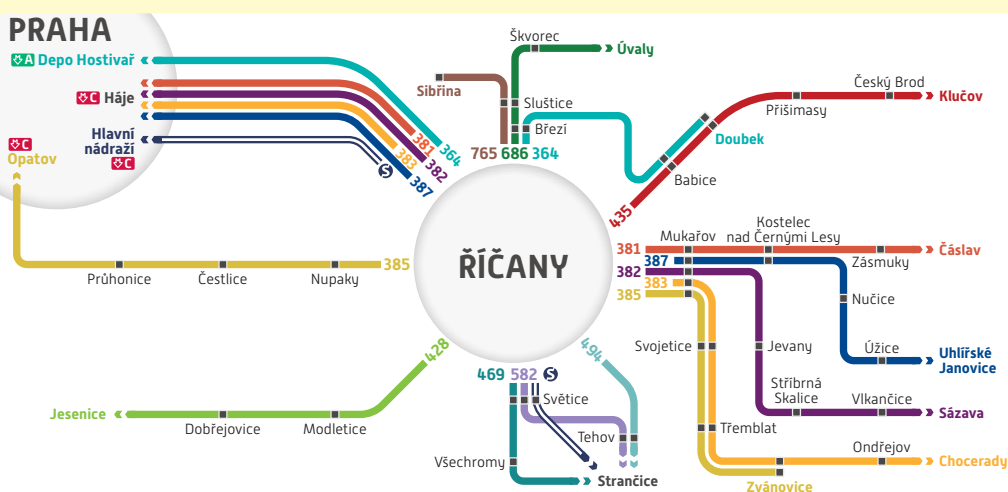 PRAHA
A Depo Hostivař
C Háje
Hlavní
nádraží
C
C
Opatov
S
381
364
383
382
387
Škvorec
Úvaly
Sibřina
Sluštice
Březí
765 686 364
Český Brod
Klučov
Přišimasy
Doubek
Babice
435
ŘÍČANY
385
Průhonice
Čestlice
Nupaky
381
387
382
383
385
Mukařov
Kostelec
nad Černými Lesy
Čáslav
Zásmuky
Nučice
Svojetice
Jevany
Úžice
Uhlířské
Janovice
Stříbrná
Skalice
Vlkančice
Sázava
Třemblat
Ondřejov
Chocerady
Zvánovice
428
Jesenice
Dobřejovice
Modletice
494
469 582 S
Světice
Tehov
Všechromy
Strančice